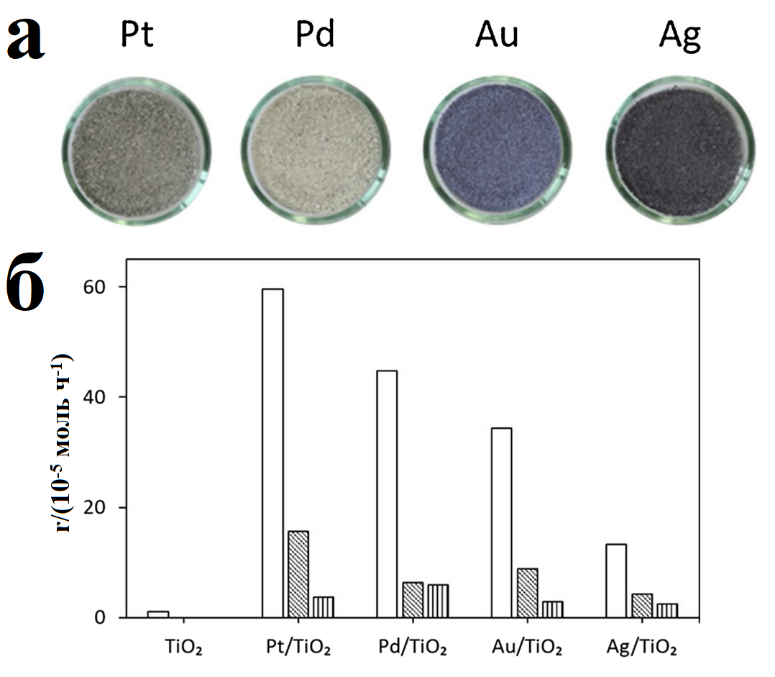 а
Pt Pd Au Ag
б
r/(10⁻⁵ моль ч⁻¹)
60
40
20
0
TiO₂ Pt/TiO₂ Pd/TiO₂ Au/TiO₂ Ag/TiO₂